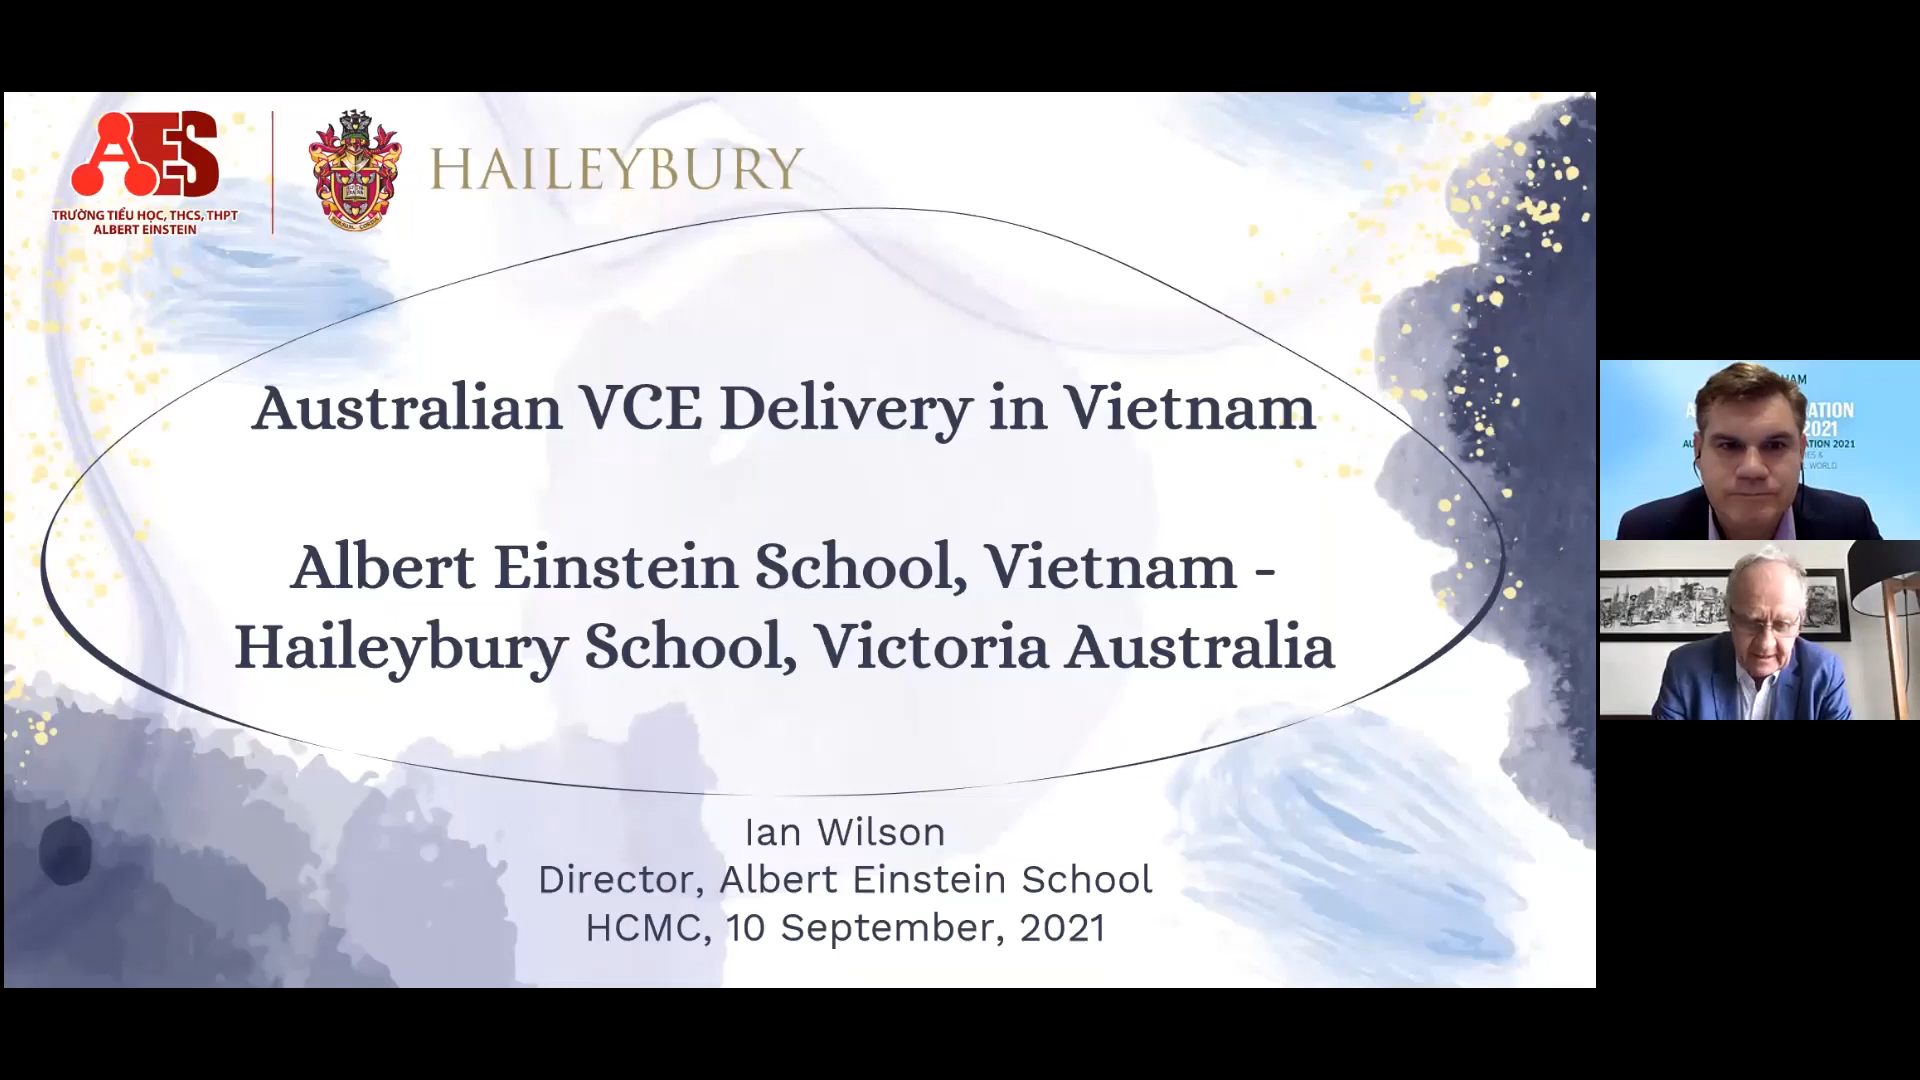 AES
TRƯỜNG TIỂU HỌC, THCS, THPT
ALBERT EINSTEIN
HAILEYBURY
Australian VCE Delivery in Vietnam
Albert Einstein School, Vietnam -
Haileybury School, Victoria Australia
Ian Wilson
Director, Albert Einstein School
HCMC, 10 September, 2021
2021
ATION 2021
WORLD